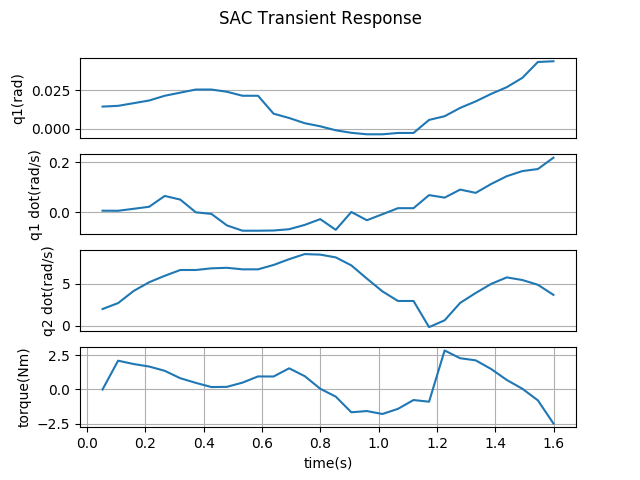 SAC Transient Response
q1(rad)
0.025
0.000
q1 dot(rad/s)
0.2
0.0
q2 dot(rad/s)
5
0
torque(Nm)
2.5
0.0
−2.5
0.0 0.2 0.4 0.6 0.8 1.0 1.2 1.4 1.6
time(s)